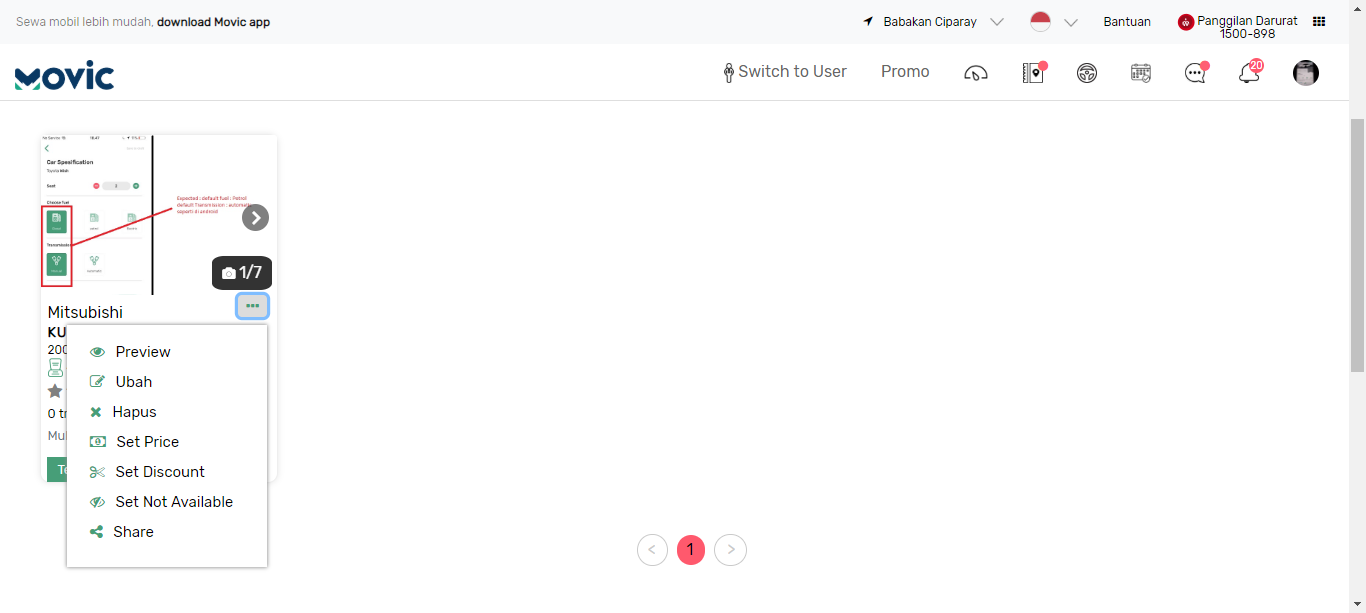 Sewa mobil lebih mudah, download Movic app
Babakan Ciparay
Bantuan
Panggilan Darurat
1500-898
MOVIC
Switch to User
Promo
20
Car Spesification
Seat
Choose fuel
Transmission
Expected : default fuel : Petrol
default Transmission : automatic
seperti di android
1/7
Mitsubishi
KU
200
0 tr
Mul
Te
Preview
Ubah
Hapus
Set Price
Set Discount
Set Not Available
Share
< 1 >